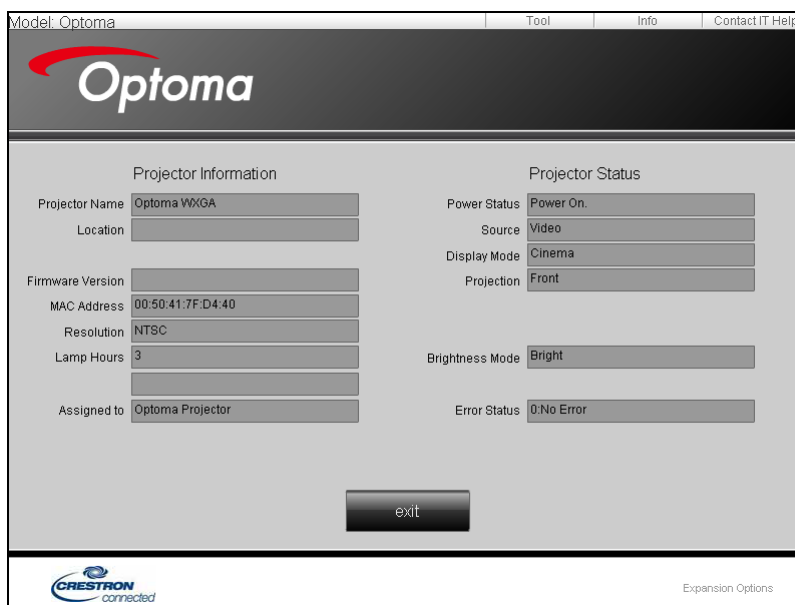 Model: Optoma
Tool
Info
Contact IT Help
Optoma
Projector Information
Projector Name Optoma WXGA
Location
Firmware Version
MAC Address 00:50:41:7F:D4:40
Resolution NTSC
Lamp Hours 3
Assigned to Optoma Projector
Projector Status
Power Status Power On.
Source Video
Display Mode Cinema
Projection Front
Brightness Mode Bright
Error Status 0:No Error
exit
CRESTRON
connected
Expansion Options